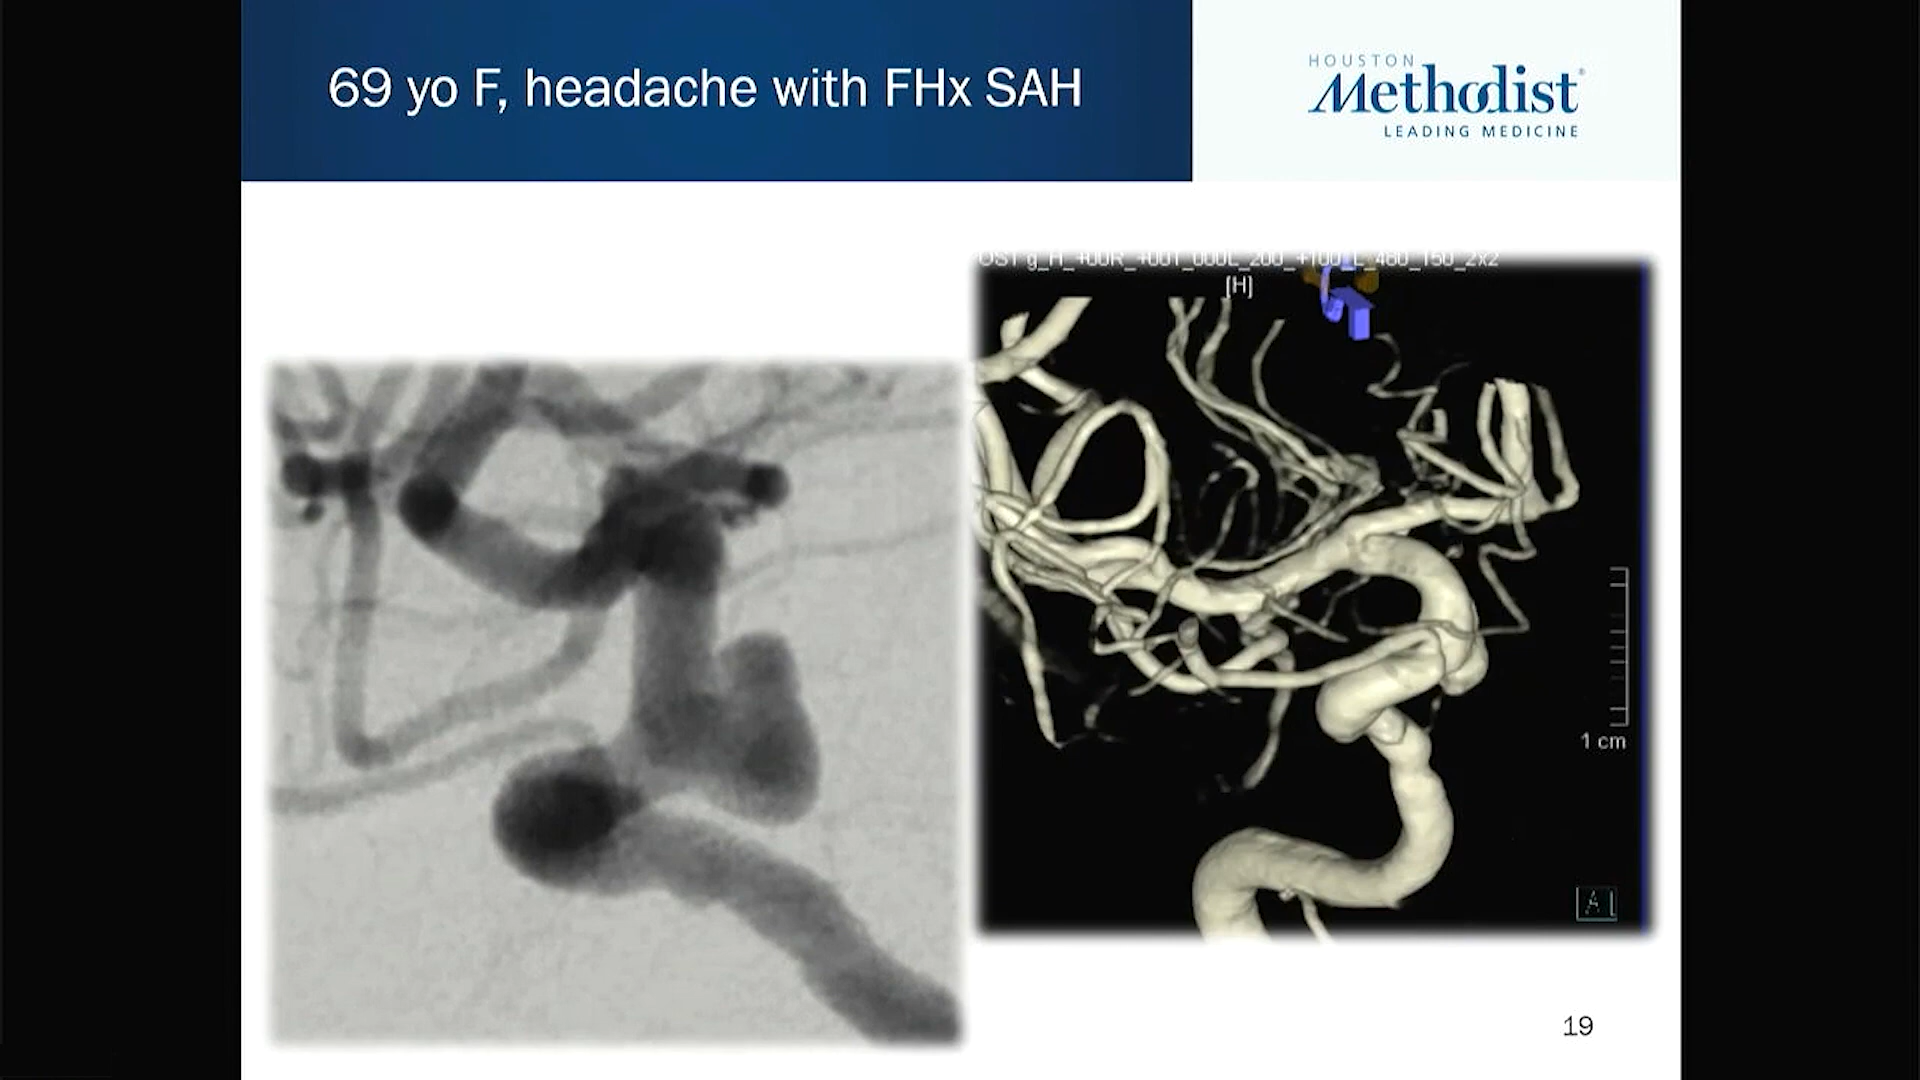 69 yo F, headache with FHx SAH
HOUSTON
Methodist®
LEADING MEDICINE
[H]
1 cm
19